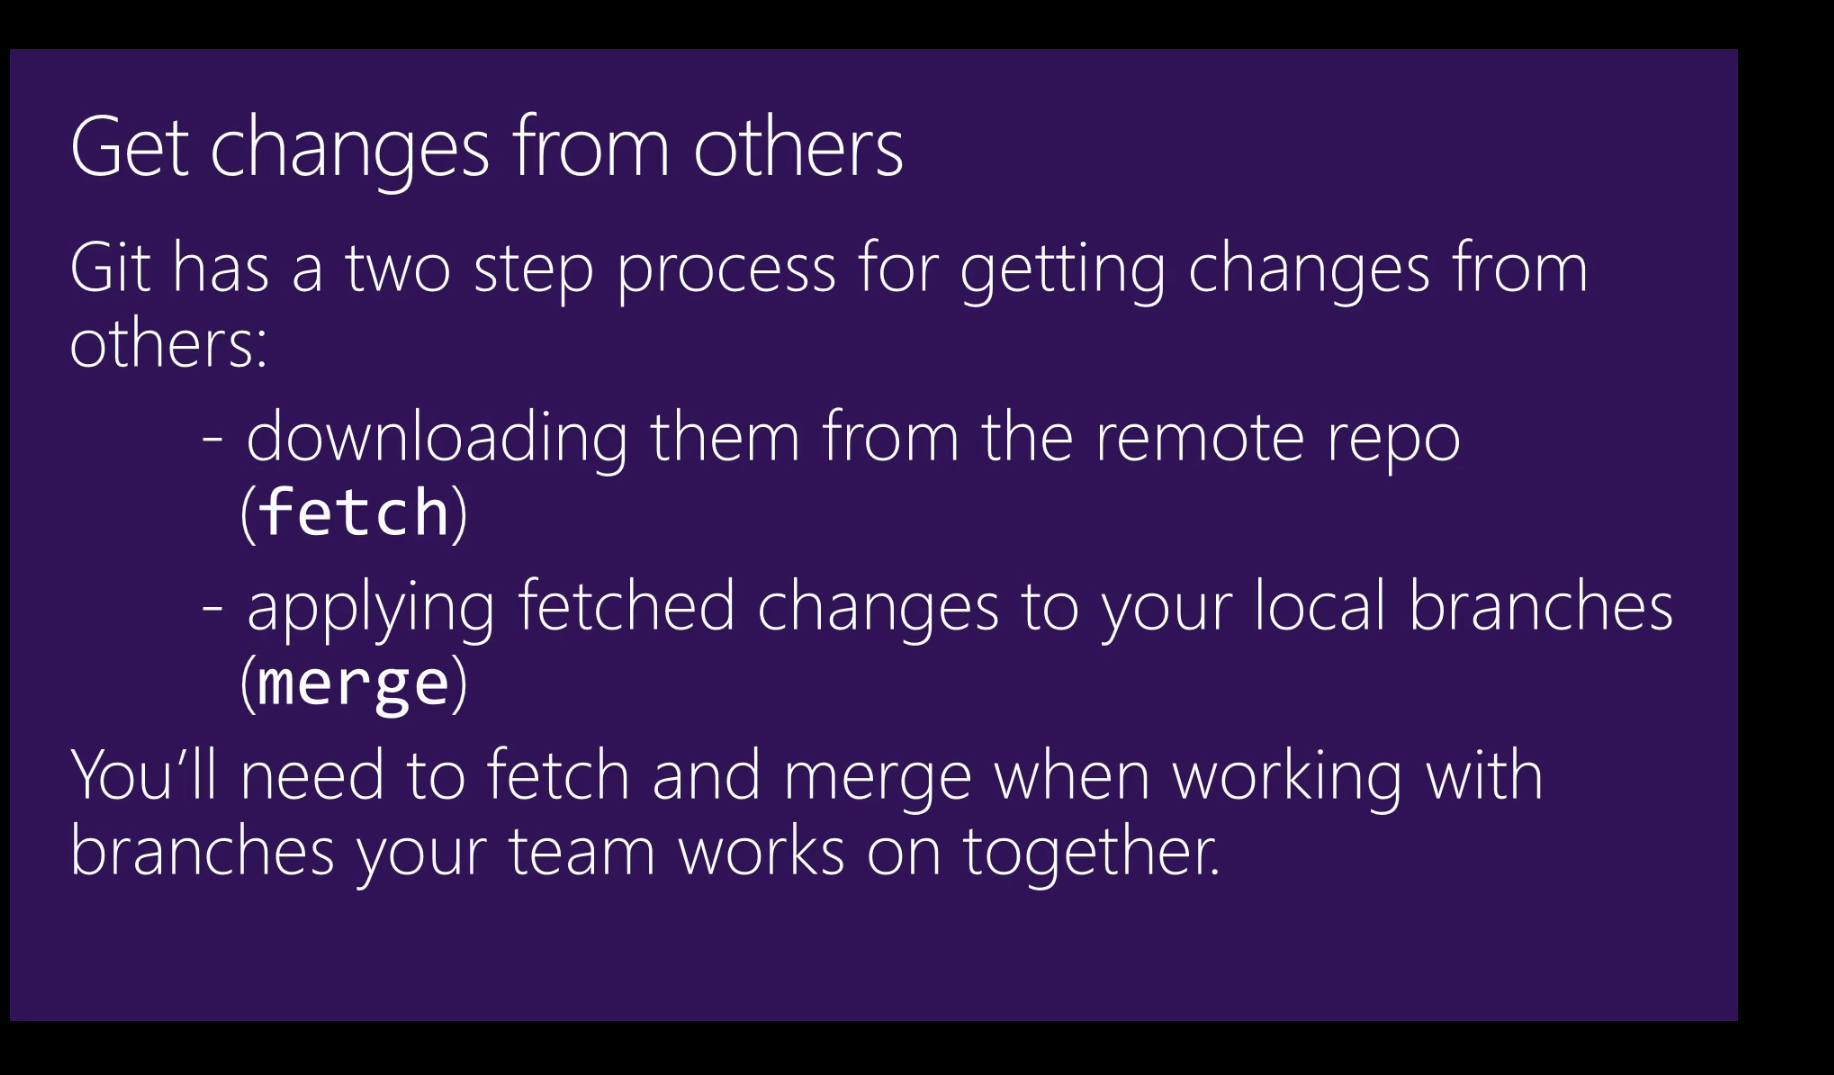 Get changes from others
Git has a two step process for getting changes from
others:
- downloading them from the remote repo
(fetch)
- applying fetched changes to your local branches
(merge)
You’ll need to fetch and merge when working with
branches your team works on together.